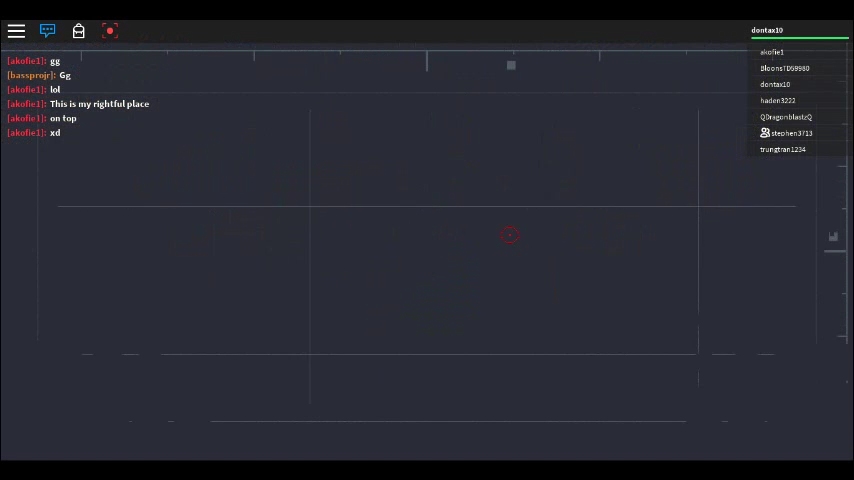 dontax10
[akofie1]: gg
[bassprojr]: Gg
[akofie1]: lol
[akofie1]: This is my rightful place
[akofie1]: on top
[akofie1]: xd
akofie1
BloonsTD59980
dontax10
haden3222
QDragonblastzQ
stephen3713
trungtran1234